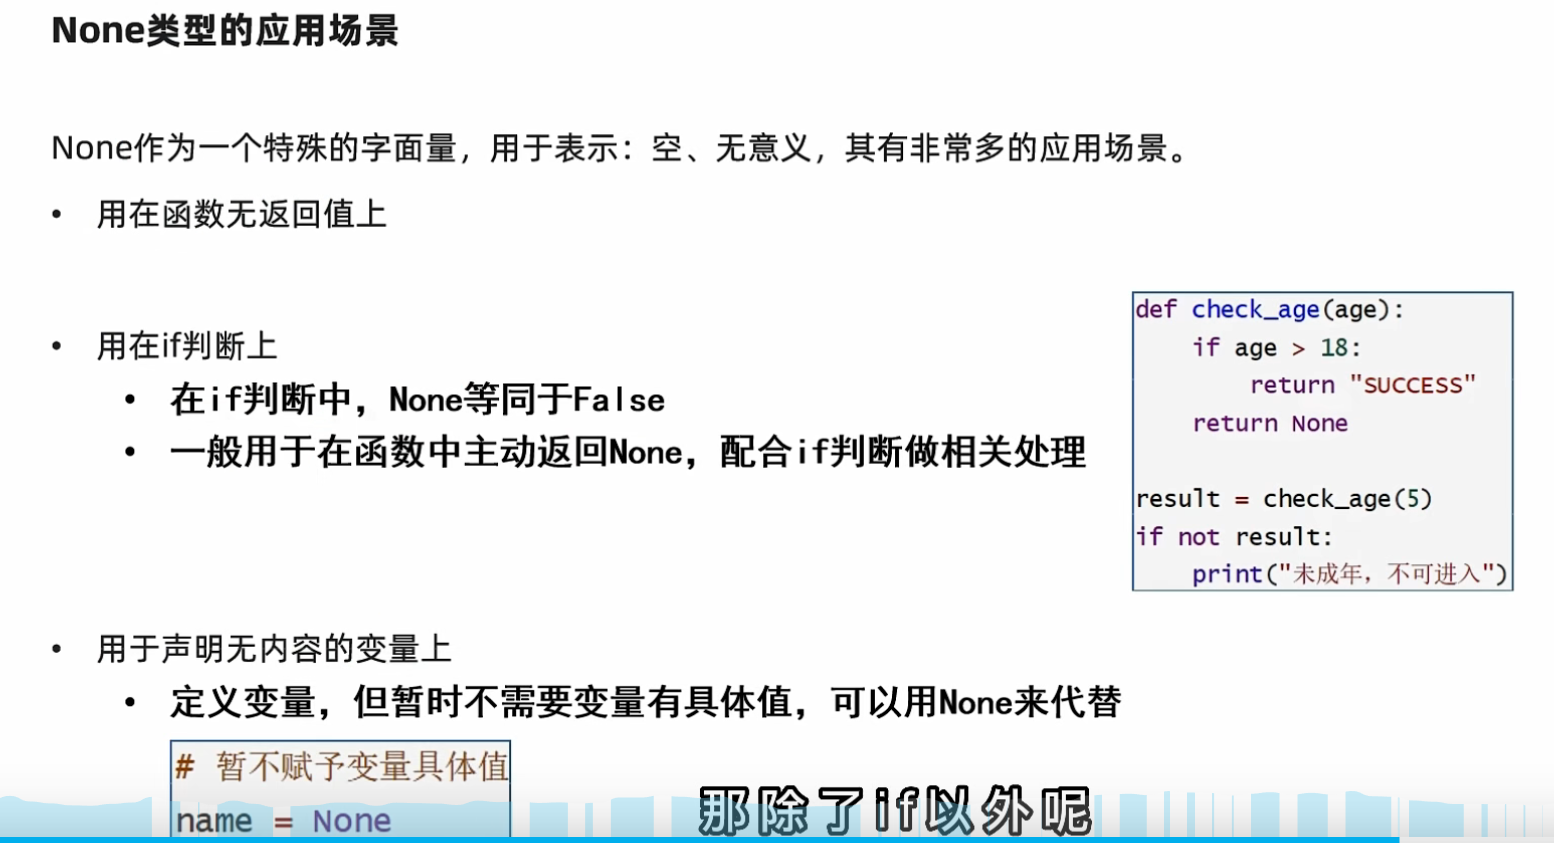 None类型的应用场景
None作为一个特殊的字面量，用于表示：空、无意义，其有非常多的应用场景。
• 用在函数无返回值上
• 用在if判断上
• 在if判断中，None等同于False
• 一般用于在函数中主动返回None，配合if判断做相关处理
def check_age(age):
    if age > 18:
        return "SUCCESS"
    return None
result = check_age(5)
if not result:
    print("未成年，不可进入")
• 用于声明无内容的变量上
• 定义变量，但暂时不需要变量有具体值，可以用None来代替
# 暂不赋予变量具体值
name = None
那除了if以外呢